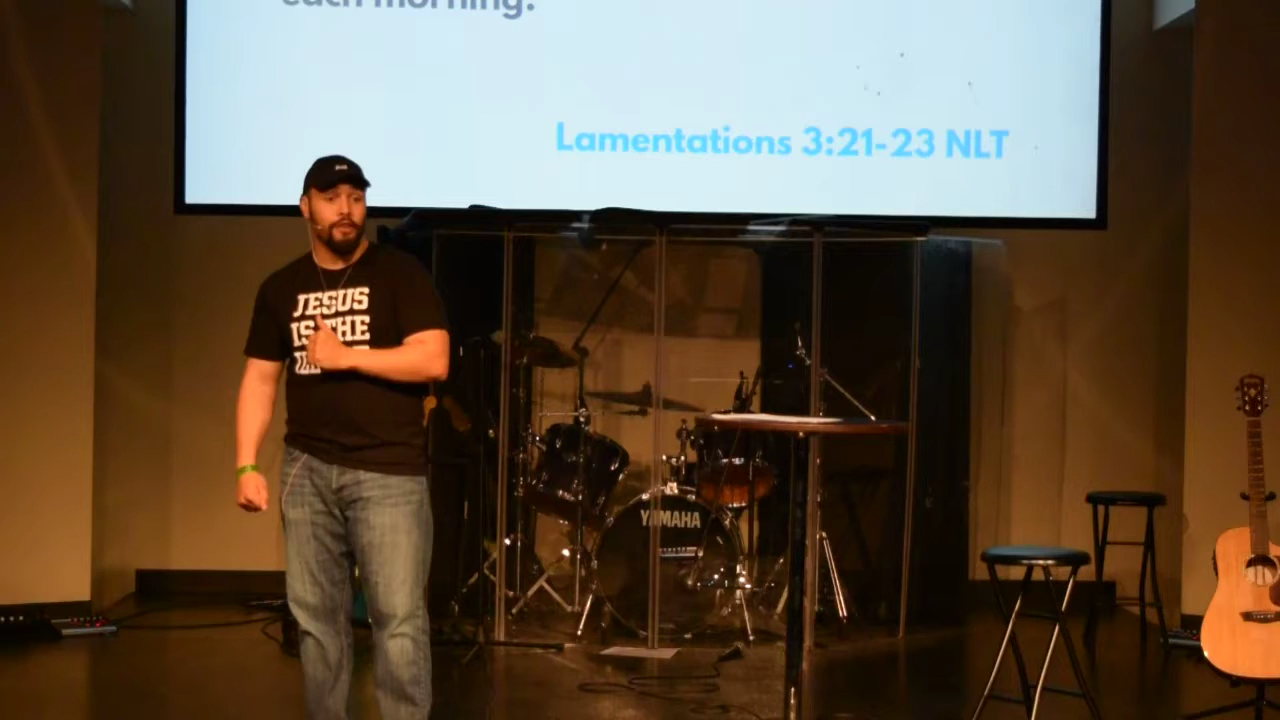 each morning.
Lamentations 3:21-23 NLT
JESUS
IS THE
YAMAHA